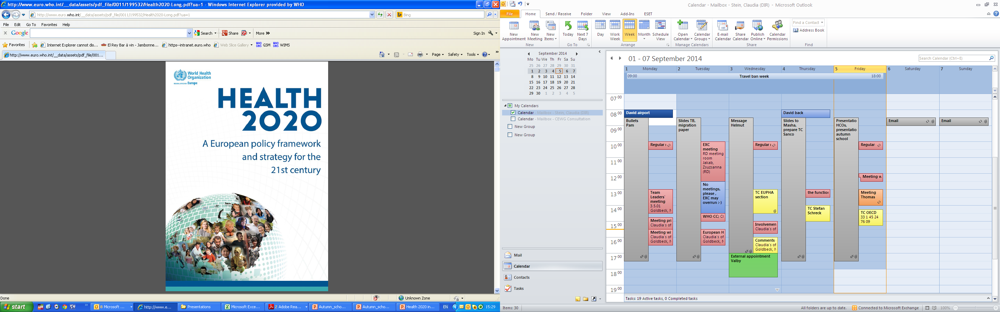 http://www.euro.who.int/__data/assets/pdf_file/0011/199532/Health2020-Long.pdf?ua=1 - Windows Internet Explorer provided by WHO
http://www.euro.who.int/__data/assets/pdf_file/0011/199532/Health2020-Long.pdf?ua=1
Bing
File Edit Go To Favorites Help
x Google Search Share More » Sign In
Favorites Internet Explorer cannot dis... El Rey Bar à vin - Jambonne... https--intranet.euro.who Web Slice Gallery GSM WIMS
http://www.euro.who.int/__data/assets/pdf_file/001...
Page Safety Tools
World Health
Organization
REGIONAL OFFICE FOR Europe
HEALTH
2020
A European policy framework
and strategy for the
21st century
Done Unknown Zone
start 8 Microsoft ... http://www.e... Presentations Microsoft Exce... 2 Adobe Rea... Autumn_scho... Autumn_scho... Health 2020 in... EN 15:29
Calendar - Mailbox - Stein, Claudia (DIR) - Microsoft Outlook
File Home Send / Receive Folder View Add-Ins ESET
New Appointment
New Meeting
New Items
Today
Next 7 Days
Day
Work Week
Week
Month
Schedule View
Open Calendar
Calendar Groups
E-mail Calendar
Share Calendar
Publish Online
Calendar Permissions
Find a Contact
Address Book
New Go To Arrange Manage Calendars Share Find
September 2014
Mo Tu We Th Fr Sa Su
25 26 27 28 29 30 31
1 2 3 4 5 6 7
8 9 10 11 12 13 14
15 16 17 18 19 20 21
22 23 24 25 26 27 28
29 30 1 2 3 4 5
My Calendars
Calendar - Mailbox - Stein, Claudia (DIR)
Calendar - Mailbox - CEWG Consultation
New Group
New Group
Mail
Calendar
Contacts
Tasks
01 - 07 September 2014
Search Calendar (Ctrl+E)
1 Monday 2 Tuesday 3 Wednesday 4 Thursday 5 Friday 6 Saturday 7 Sunday
09:00 Travel ban week 18:00
07 00
08 00
09 00
10 00
11 00
12 00
13 00
14 00
15 00
16 00
17 00
18 00
19 00
David airport
Bullets
Pam
Regular
Team
Leaders'
meeting
3.5.01
Goldbeck, N
Meeting pri
Claudia's of
Meeting wi
Claudia's of
Goldbeck, N
Slides TB,
migration
paper
EXC
meeting
RD meeting
room
Jakab,
Zsuzsanna
(RD)
No
meetings,
please ,
EXC may
overrun :-)
WHO CC; Cl
European H
Claudia's of
Goldbeck, N
Message
Helmut
Regular
TC EUPHA
section
Involvemen
Claudia's of
Comments
Claudia's of
Goldbeck, N
External appointment
Valby
David back
Slides to
Masha,
prepare TC
Sanco
the function
TC Stefan
Schreck
Presentatio
HCOs,
presentatio
autumn
school
Regular
Meeting w
Meeting
Thomas
TC OECD
33 1 45 24
76 09
Email
Email
Tasks: 19 Active tasks, 0 Completed tasks
Items: 30 All folders are up to date. Connected to Microsoft Exchange 100%